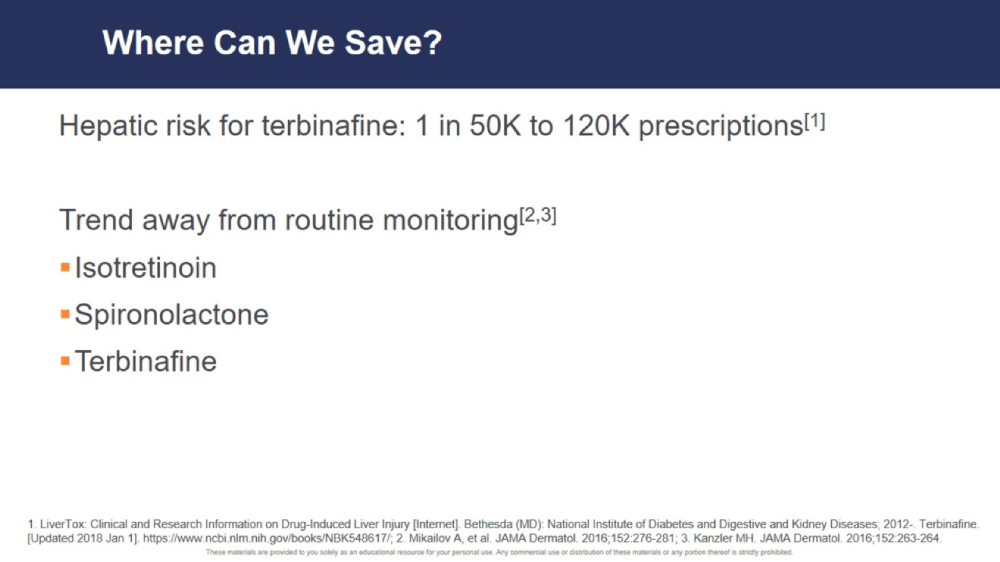 Where Can We Save?
Hepatic risk for terbinafine: 1 in 50K to 120K prescriptions[1]
Trend away from routine monitoring[2,3]
▪Isotretinoin
▪Spironolactone
▪Terbinafine
1. LiverTox: Clinical and Research Information on Drug-Induced Liver Injury [Internet]. Bethesda (MD): National Institute of Diabetes and Digestive and Kidney Diseases; 2012-. Terbinafine.
[Updated 2018 Jan 1]. https://www.ncbi.nlm.nih.gov/books/NBK548617/; 2. Mikailov A, et al. JAMA Dermatol. 2016;152:276-281; 3. Kanzler MH. JAMA Dermatol. 2016;152:263-264.
These materials are provided to you solely as an educational resource for your personal use. Any commercial use or distribution of these materials or any portion thereof is strictly prohibited.